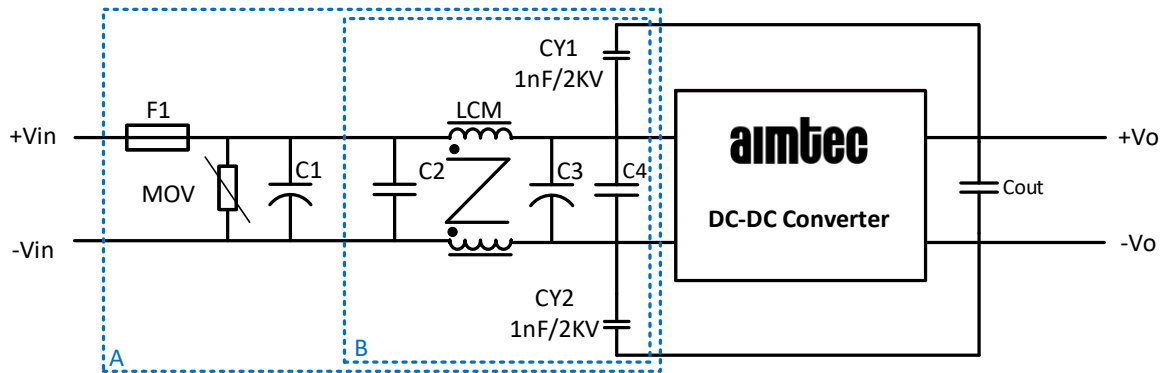 CY1
1nF/2KV
F1
LCM
+Vin
MOV
C1
C2
C3
C4
aimtec
DC-DC Converter
+Vo
Cout
-Vin
-Vo
CY2
1nF/2KV
A
B